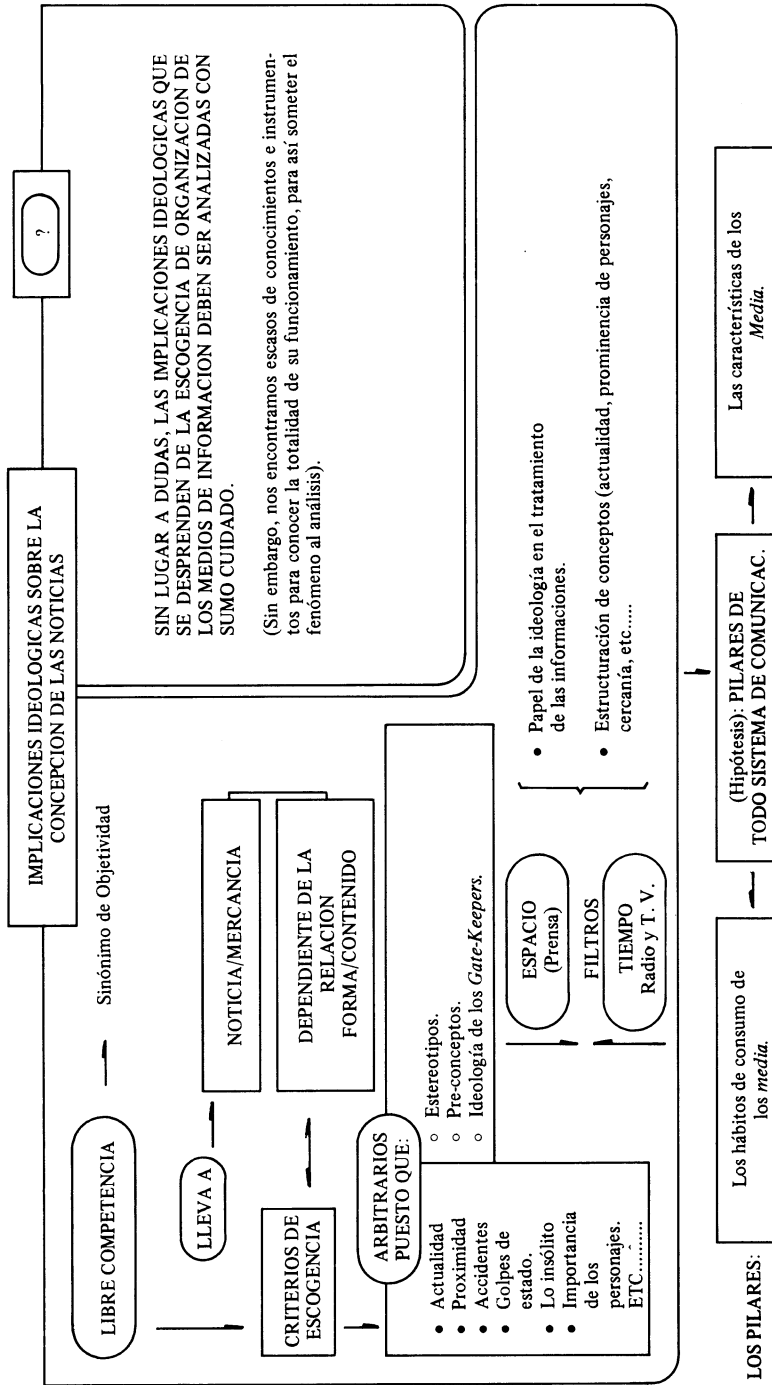 IMPLICACIONES IDEOLOGICAS SOBRE LA
CONCEPCION DE LAS NOTICIAS
?
LIBRE COMPETENCIA
Sinónimo de Objetividad
LLEVA A
NOTICIA/MERCANCIA
DEPENDIENTE DE LA
RELACION
FORMA/CONTENIDO
CRITERIOS DE
ESCOGENCIA
ARBITRARIOS
PUESTO QUE:
• Actualidad
• Proximidad
• Accidentes
• Golpes de
estado.
• Lo insólito
• Importancia
de los
personajes.
ETC..........
○ Estereotipos.
○ Pre-conceptos.
○ Ideología de los Gate-Keepers.
SIN LUGAR A DUDAS, LAS IMPLICACIONES IDEOLOGICAS QUE
SE DESPRENDEN DE LA ESCOGENCIA DE ORGANIZACION DE
LOS MEDIOS DE INFORMACION DEBEN SER ANALIZADAS CON
SUMO CUIDADO.
(Sin embargo, nos encontramos escasos de conocimientos e instrumen-
tos para conocer la totalidad de su funcionamiento, para así someter el
fenómeno al análisis).
ESPACIO
(Prensa)
FILTROS
TIEMPO
Radio y T. V.
• Papel de la ideología en el tratamiento
de las informaciones.
• Estructuración de conceptos (actualidad, prominencia de personajes,
cercanía, etc.....
LOS PILARES:
Los hábitos de consumo de
los media.
(Hipótesis): PILARES DE
TODO SISTEMA DE COMUNICAC.
Las características de los
Media.